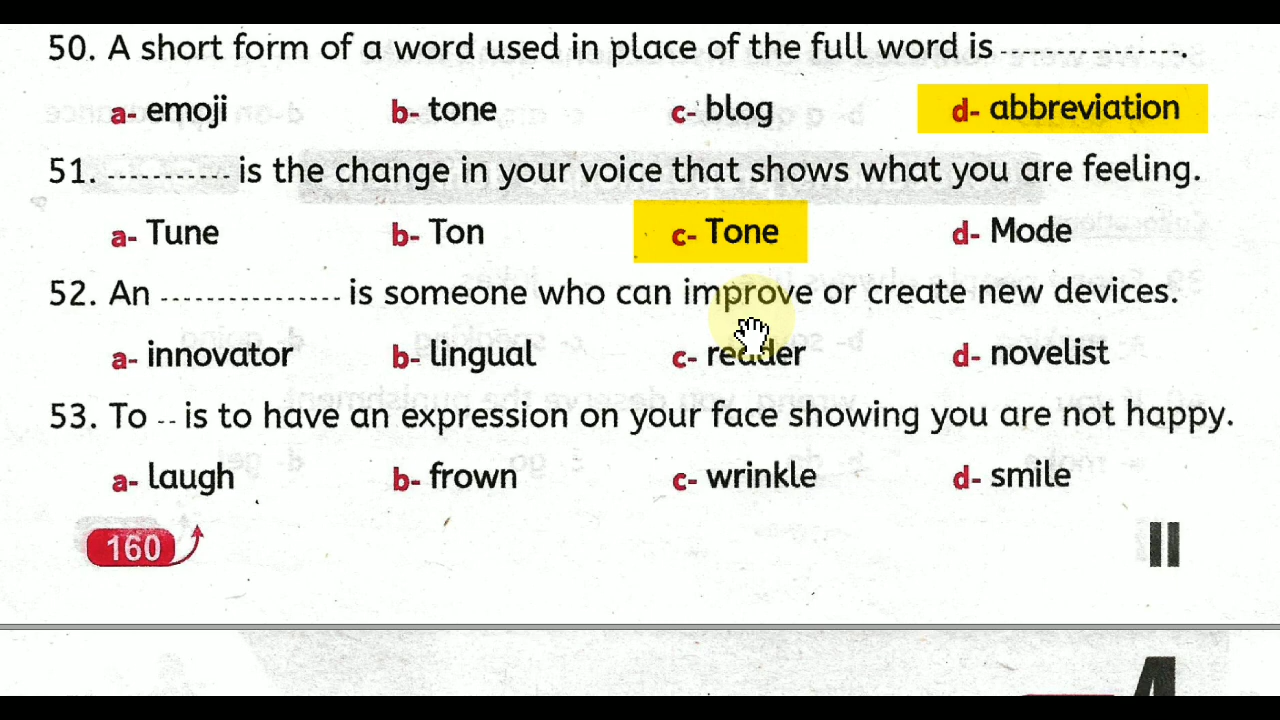 50. A short form of a word used in place of the full word is ----------------.
a- emoji b- tone c- blog d- abbreviation
51. ----------- is the change in your voice that shows what you are feeling.
a- Tune b- Ton c- Tone d- Mode
52. An ---------------- is someone who can improve or create new devices.
a- innovator b- lingual c- reader d- novelist
53. To -- is to have an expression on your face showing you are not happy.
a- laugh b- frown c- wrinkle d- smile
160
II